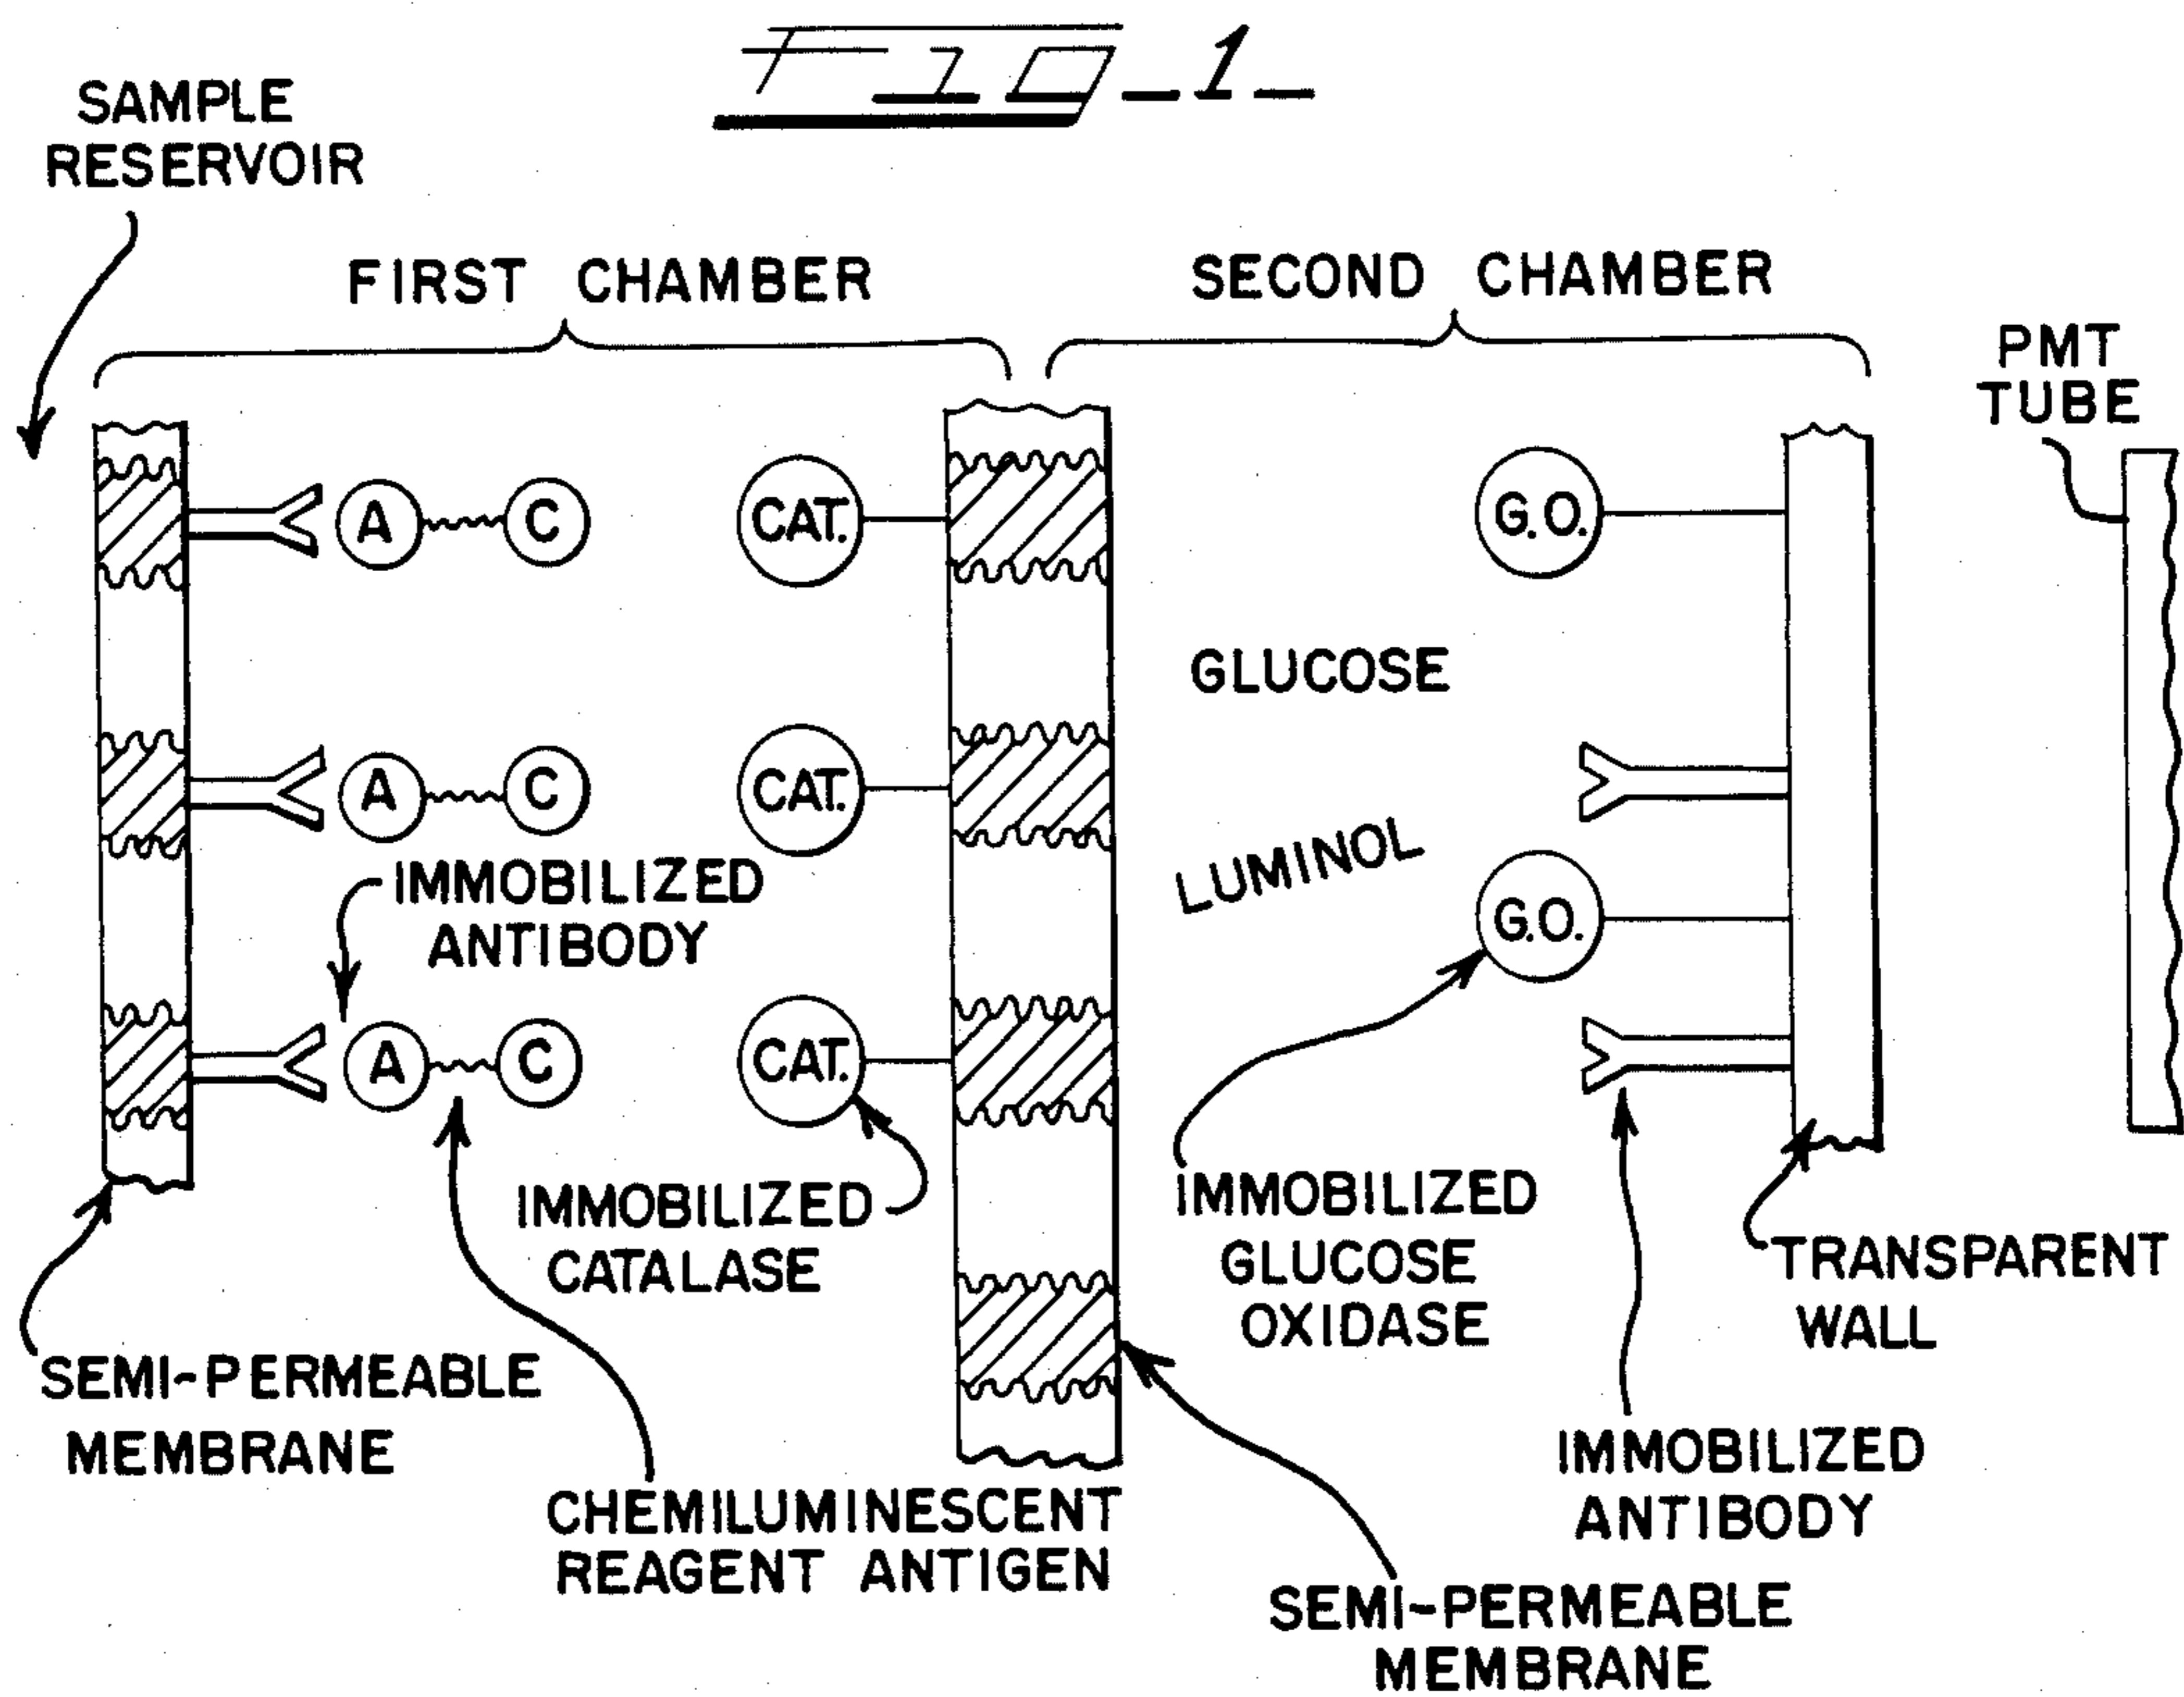 Fig_1_
SAMPLE
RESERVOIR
FIRST CHAMBER
SECOND CHAMBER
PMT
TUBE
A C CAT. G.O.
GLUCOSE
A C CAT.
LUMINOL
G.O.
IMMOBILIZED
ANTIBODY
A C CAT.
IMMOBILIZED
CATALASE
IMMOBILIZED
GLUCOSE
OXIDASE
TRANSPARENT
WALL
SEMI-PERMEABLE
MEMBRANE
CHEMILUMINESCENT
REAGENT ANTIGEN
IMMOBILIZED
ANTIBODY
SEMI-PERMEABLE
MEMBRANE